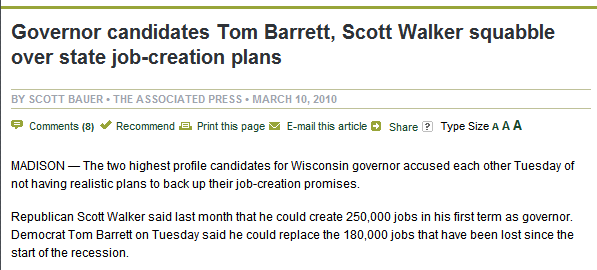 Governor candidates Tom Barrett, Scott Walker squabble
over state job-creation plans
BY SCOTT BAUER • THE ASSOCIATED PRESS • MARCH 10, 2010
Comments (8) Recommend Print this page E-mail this article Share ? Type Size A A A
MADISON — The two highest profile candidates for Wisconsin governor accused each other Tuesday of
not having realistic plans to back up their job-creation promises.
Republican Scott Walker said last month that he could create 250,000 jobs in his first term as governor.
Democrat Tom Barrett on Tuesday said he could replace the 180,000 jobs that have been lost since the
start of the recession.